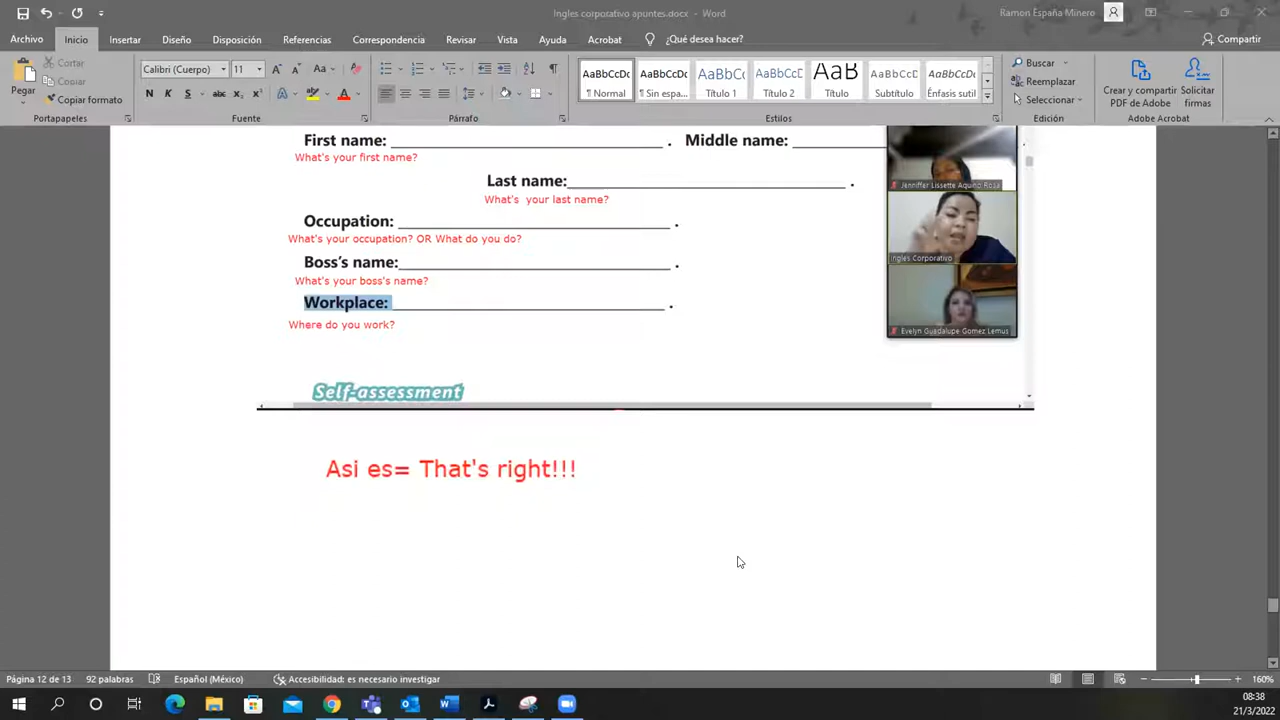 Ingles corporativo apuntes.docx - Word
Ramon España Minero
Archivo Inicio Insertar Diseño Disposición Referencias Correspondencia Revisar Vista Ayuda Acrobat ¿Qué desea hacer? Compartir
Pegar
Cortar
Copiar
Copiar formato
Portapapeles
Calibri (Cuerpo) 11
Fuente
Párrafo
AaBbCcDc AaBbCcDc AaBbCc AaBbCcD AaB AaBbCcD AaBbCcDc
¶ Normal ¶ Sin espa... Título 1 Título 2 Título Subtítulo Énfasis sutil
Estilos
Buscar
Reemplazar
Seleccionar
Edición
Crear y compartir PDF de Adobe
Solicitar firmas
Adobe Acrobat
First name: . Middle name:
What's your first name?
Last name: .
What's your last name?
Occupation: .
What's your occupation? OR What do you do?
Boss's name: .
What's your boss's name?
Workplace: .
Where do you work?
Self-assessment
Jenniffer Lissette Aquino Rosa
Ingles Corporativo
Evelyn Guadalupe Gomez Lemus
Asi es= That's right!!!
Página 12 de 13 92 palabras Español (México) Accesibilidad: es necesario investigar 160%
08:38
21/3/2022